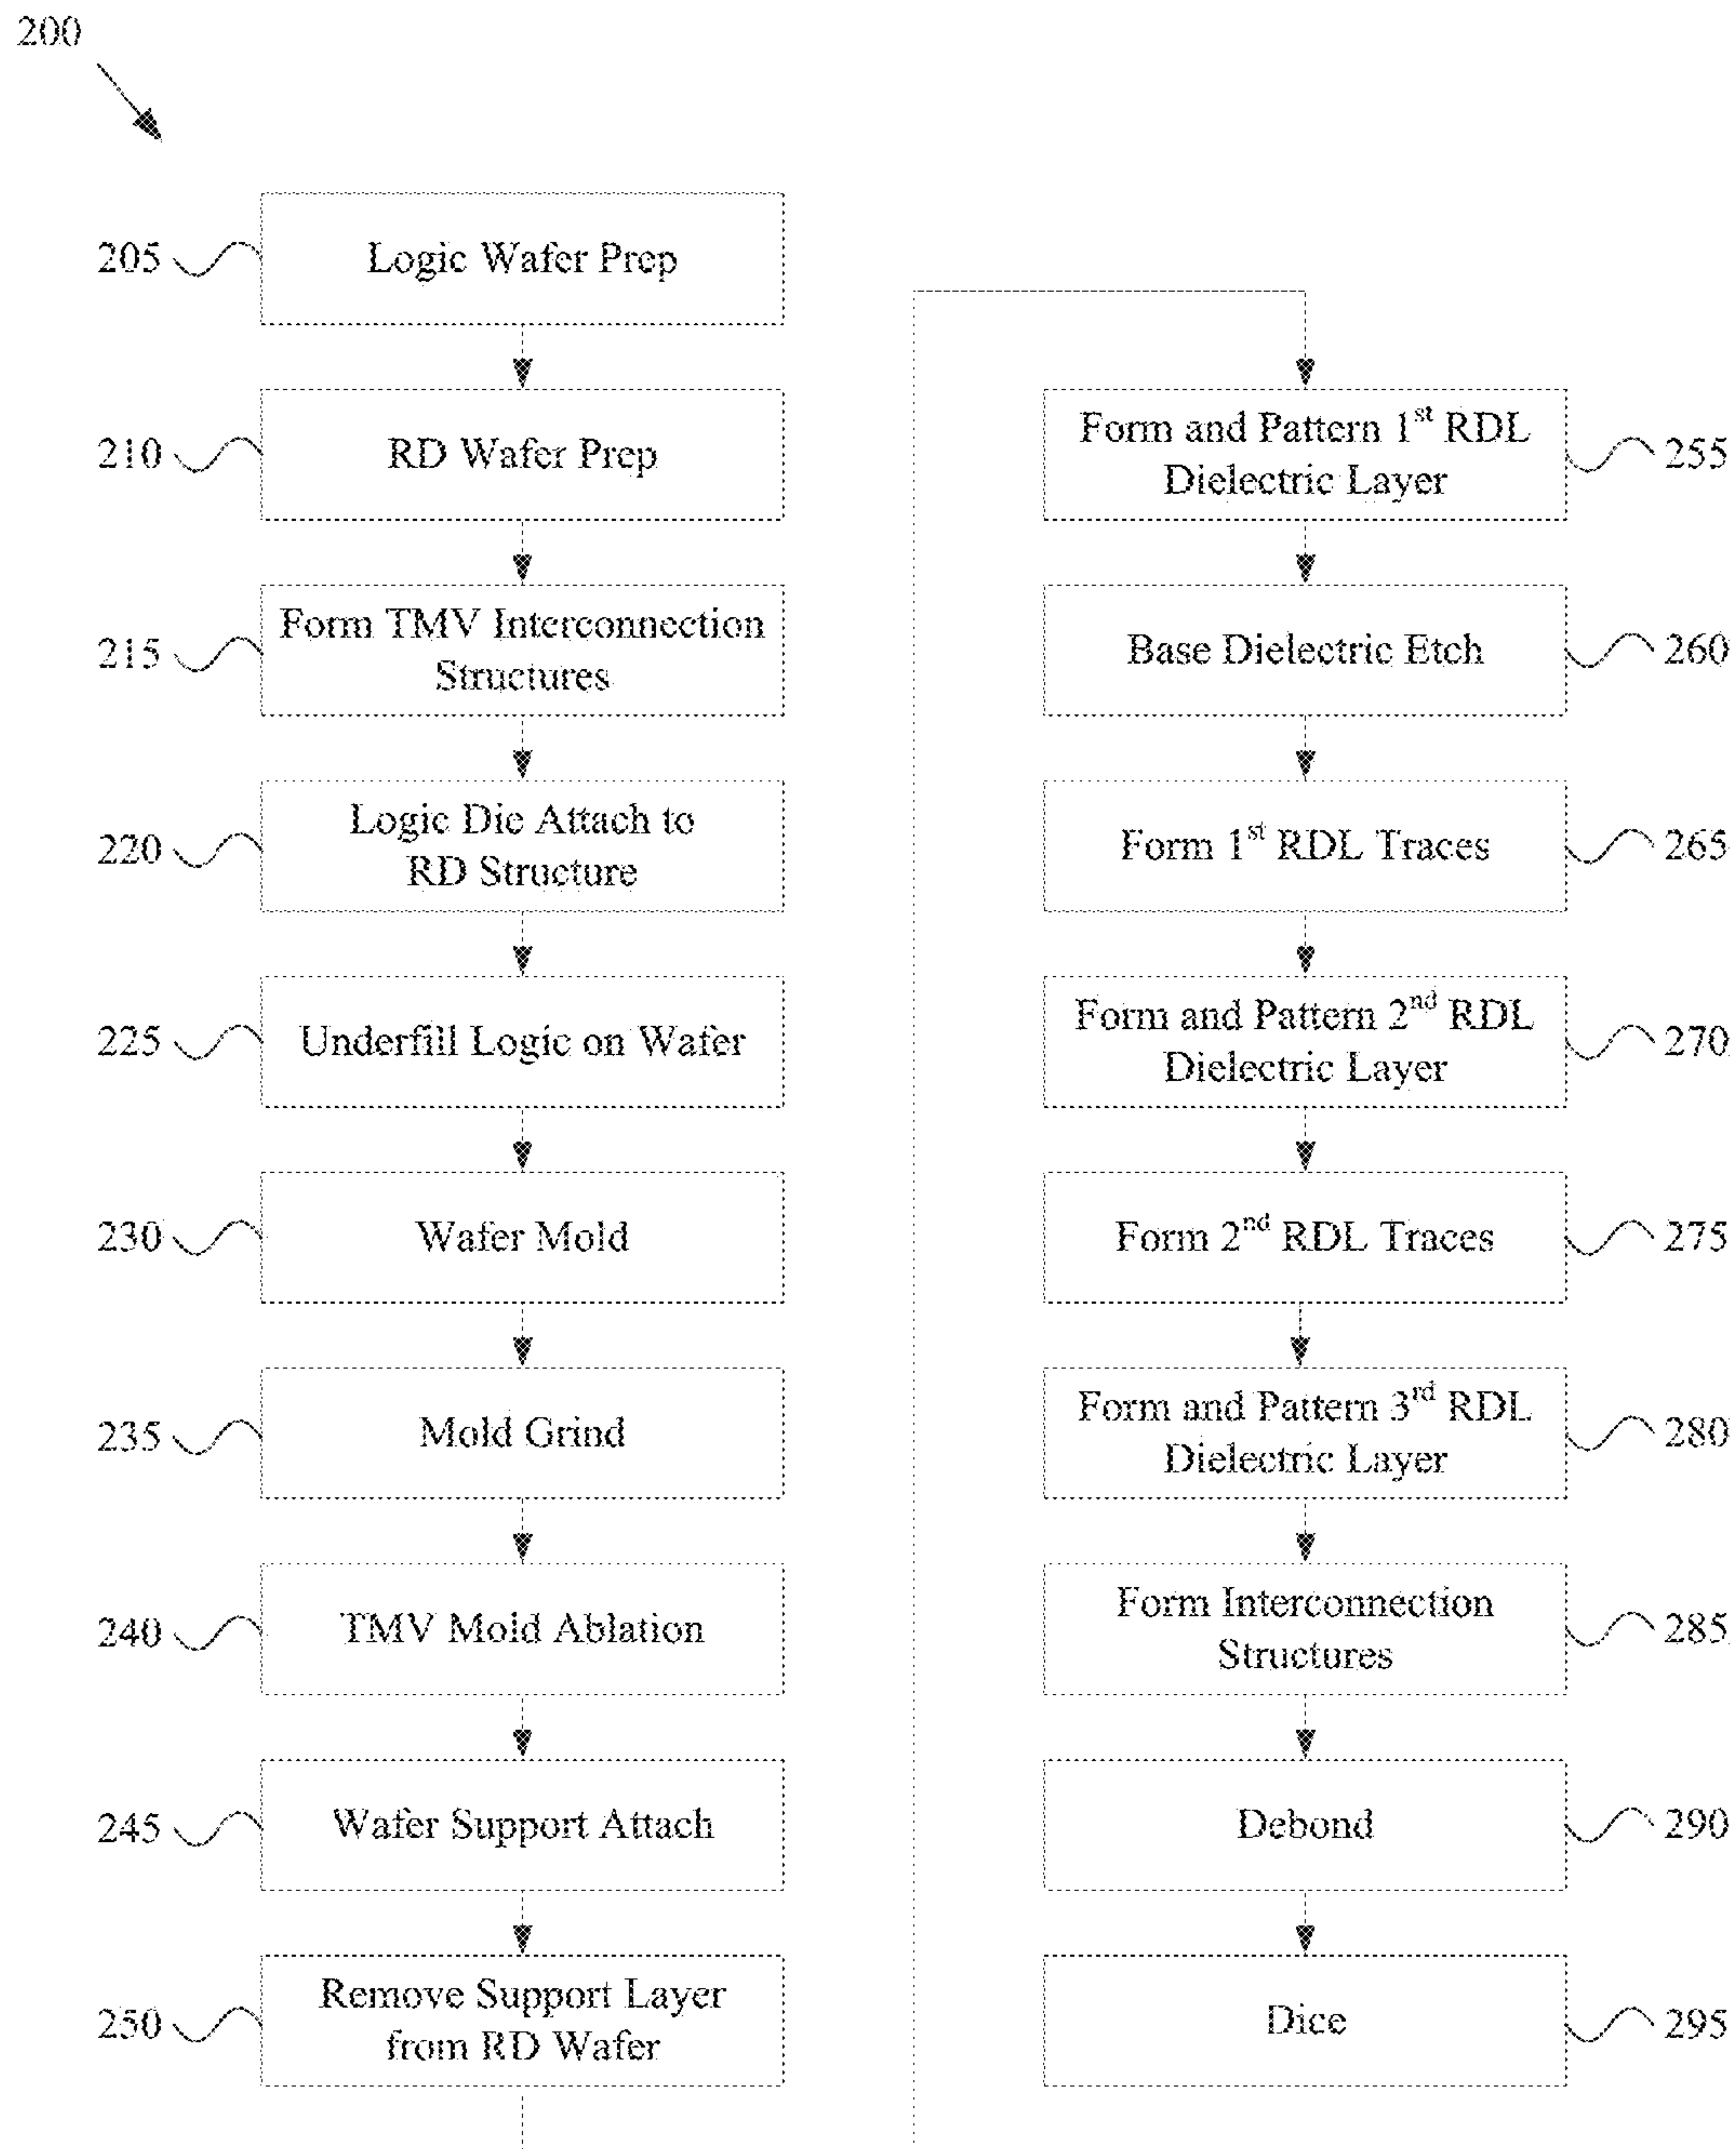 200
205
Logic Wafer Prep
210
RD Wafer Prep
215
Form TMV Interconnection
Structures
220
Logic Die Attach to
RD Structure
225
Underfill Logic on Wafer
230
Wafer Mold
235
Mold Grind
240
TMV Mold Ablation
245
Wafer Support Attach
250
Remove Support Layer
from RD Wafer
Form and Pattern 1st RDL
Dielectric Layer
255
Base Dielectric Etch
260
Form 1st RDL Traces
265
Form and Pattern 2nd RDL
Dielectric Layer
270
Form 2nd RDL Traces
275
Form and Pattern 3rd RDL
Dielectric Layer
280
Form Interconnection
Structures
285
Debond
290
Dice
295